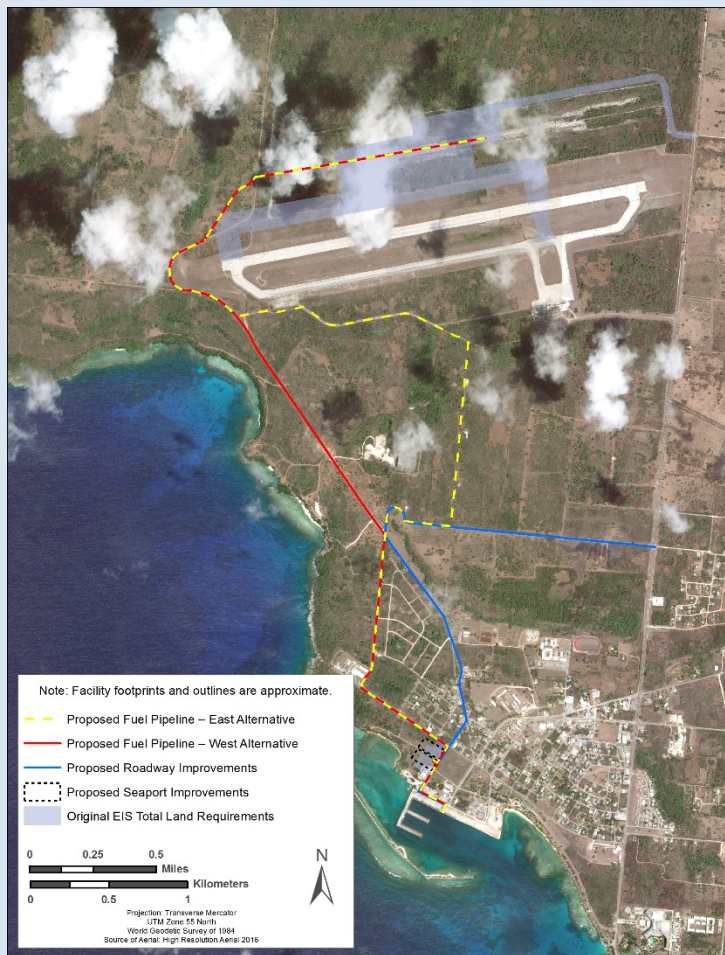 Note: Facility footprints and outlines are approximate.
Proposed Fuel Pipeline – East Alternative
Proposed Fuel Pipeline – West Alternative
Proposed Roadway Improvements
Proposed Seaport Improvements
Original EIS Total Land Requirements
0 0.25 0.5
Miles
Kilometers
0 0.5 1
N
Projection: Transverse Mercator
UTM Zone 55 North
World Geodetic Survey of 1984
Source of Aerial: High Resolution Aerial 2016